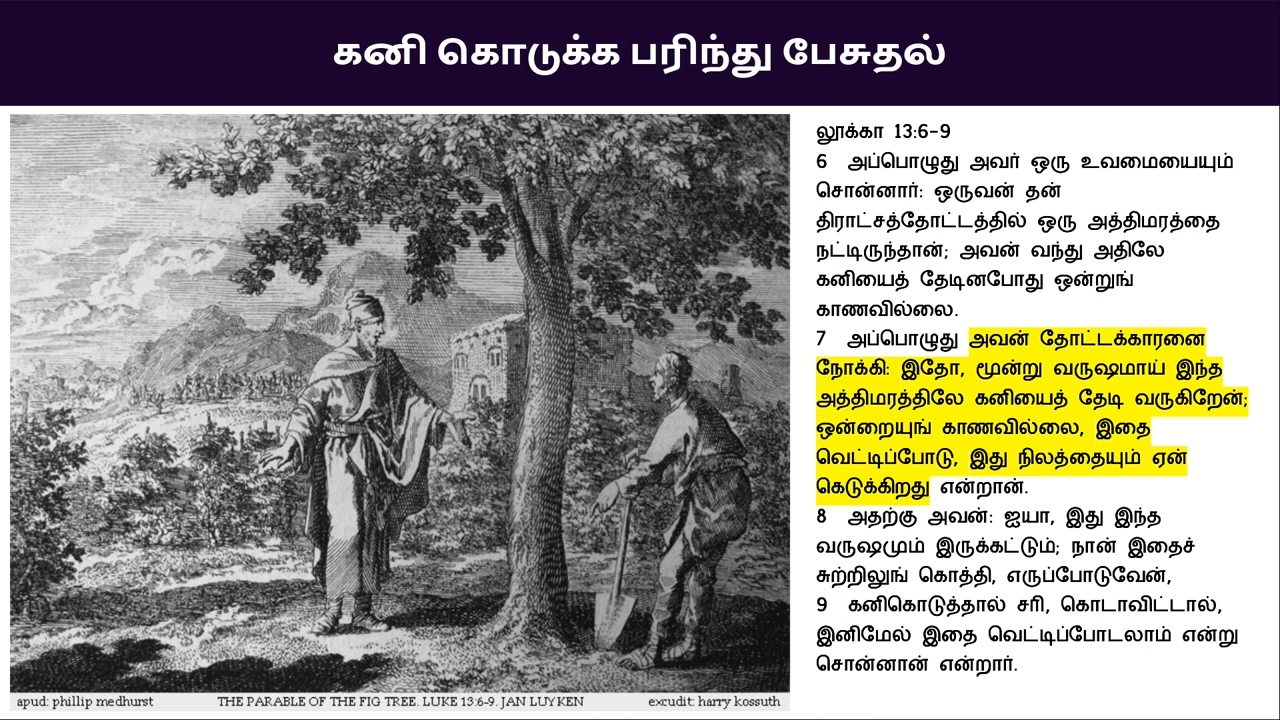 கனி கொடுக்க பரிந்து பேசுதல்
லூக்கா 13:6-9
6 அப்பொழுது அவர் ஒரு உவமையையும்
சொன்னார்: ஒருவன் தன்
திராட்சத்தோட்டத்தில் ஒரு அத்திமரத்தை
நட்டிருந்தான்; அவன் வந்து அதிலே
கனியைத் தேடினபோது ஒன்றுங்
காணவில்லை.
7 அப்பொழுது அவன் தோட்டக்காரனை
நோக்கி: இதோ, மூன்று வருஷமாய் இந்த
அத்திமரத்திலே கனியைத் தேடி வருகிறேன்;
ஒன்றையுங் காணவில்லை, இதை
வெட்டிப்போடு, இது நிலத்தையும் ஏன்
கெடுக்கிறது என்றான்.
8 அதற்கு அவன்: ஐயா, இது இந்த
வருஷமும் இருக்கட்டும்; நான் இதைச்
சுற்றிலுங் கொத்தி, எருப்போடுவேன்,
9 கனிகொடுத்தால் சரி, கொடாவிட்டால்,
இனிமேல் இதை வெட்டிப்போடலாம் என்று
சொன்னான் என்றார்.
apud: phillip medhurst THE PARABLE OF THE FIG TREE. LUKE 13:6-9. JAN LUYKEN excudit: harry kossuth